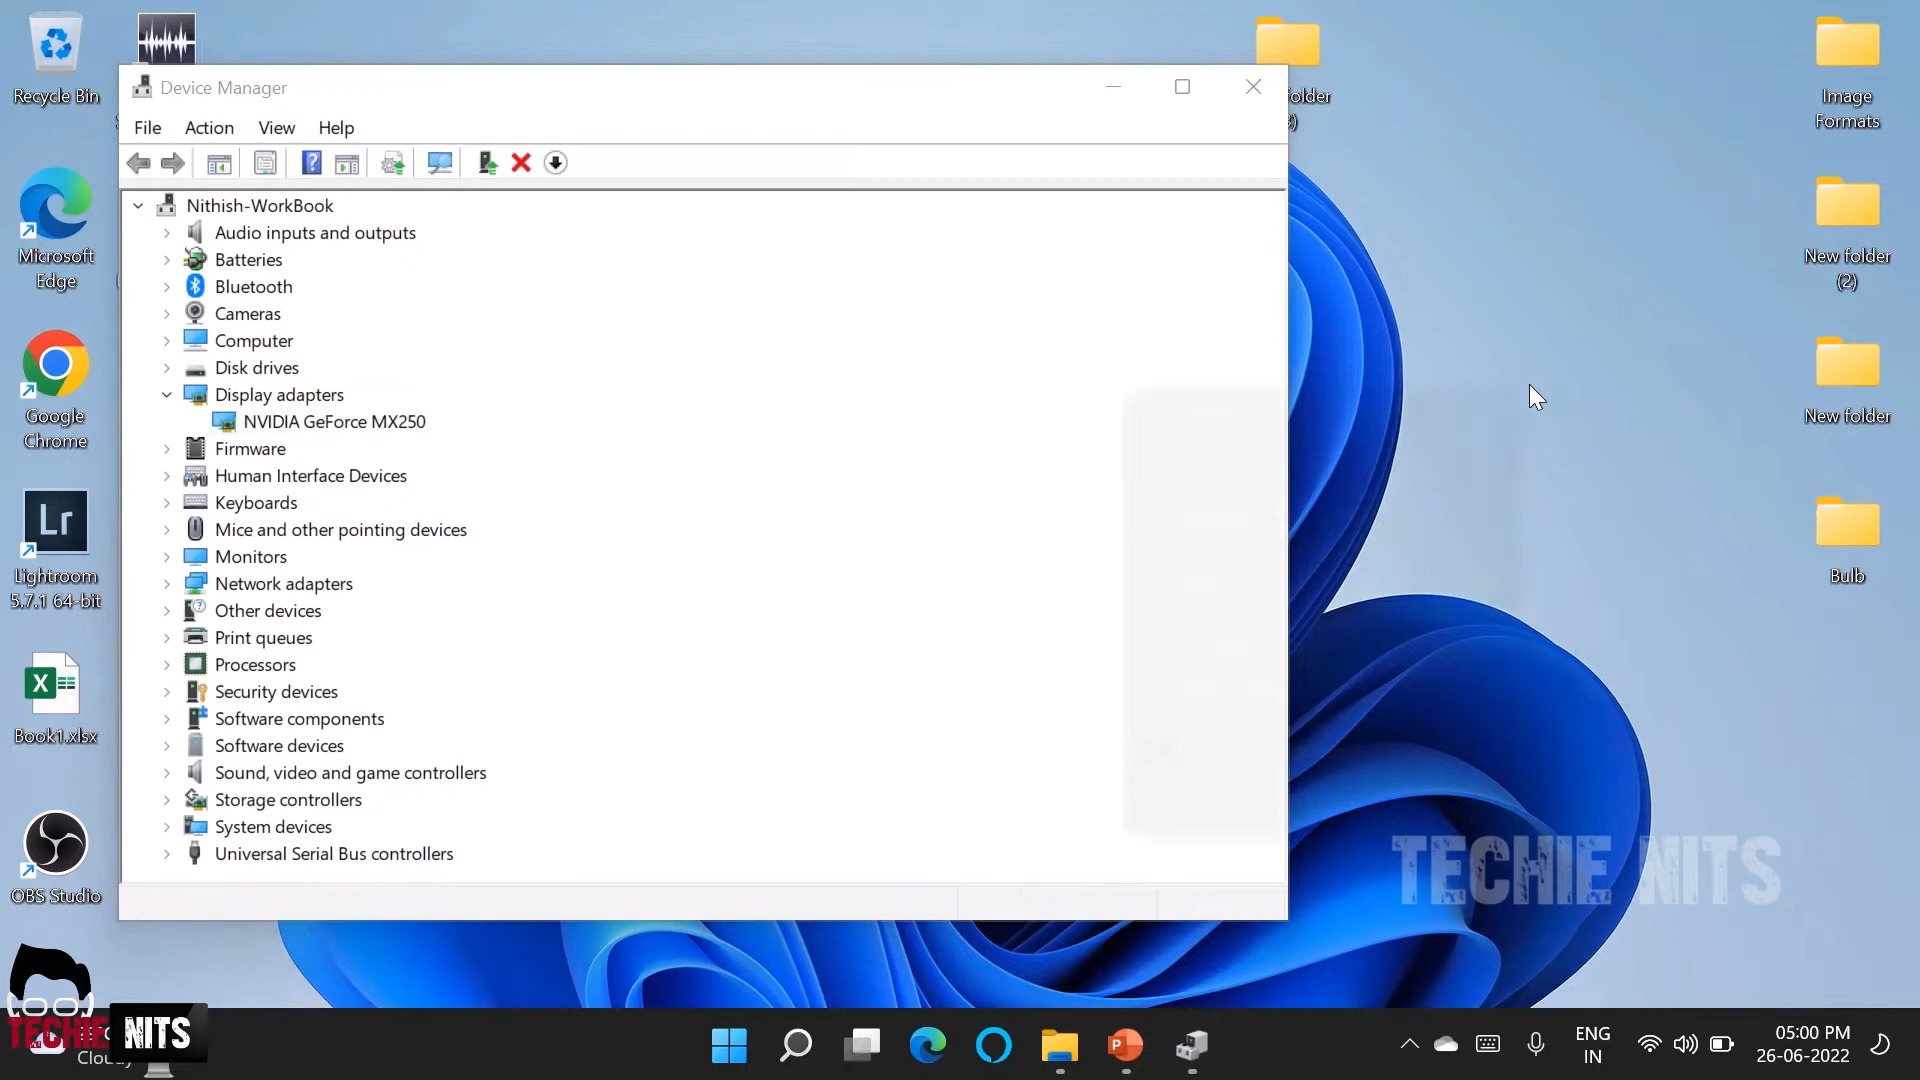 Recycle Bin
Microsoft
Edge
Google
Chrome
Lr
Lightroom
5.7.1 64-bit
X
Book1.xlsx
OBS Studio
Device Manager
File Action View Help
Nithish-WorkBook
Audio inputs and outputs
Batteries
Bluetooth
Cameras
Computer
Disk drives
Display adapters
NVIDIA GeForce MX250
Firmware
Human Interface Devices
Keyboards
Mice and other pointing devices
Monitors
Network adapters
Other devices
Print queues
Processors
Security devices
Software components
Software devices
Sound, video and game controllers
Storage controllers
System devices
Universal Serial Bus controllers
Image
Formats
New folder
(2)
New folder
Bulb
TECHIE NITS
TECHIE NITS
Cloudy
P
ENG
IN
05:00 PM
26-06-2022